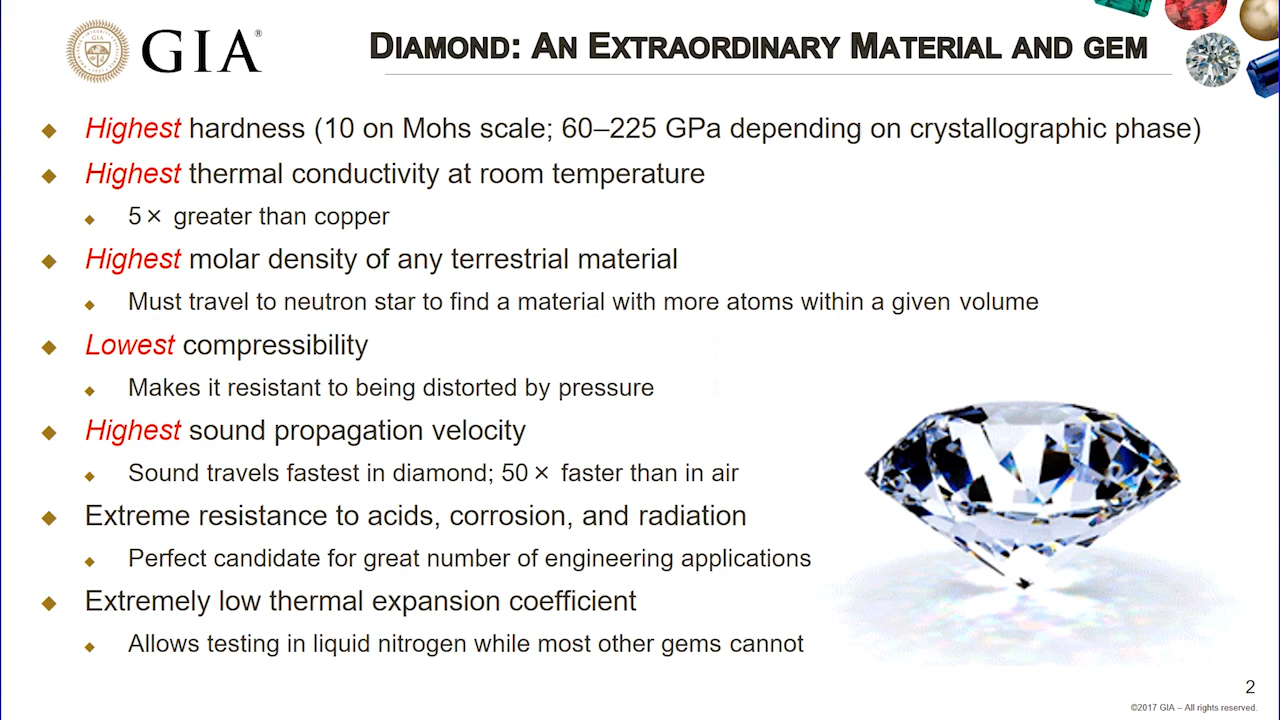 GIA®
DIAMOND: AN EXTRAORDINARY MATERIAL AND GEM
Highest hardness (10 on Mohs scale; 60–225 GPa depending on crystallographic phase)
Highest thermal conductivity at room temperature
5× greater than copper
Highest molar density of any terrestrial material
Must travel to neutron star to find a material with more atoms within a given volume
Lowest compressibility
Makes it resistant to being distorted by pressure
Highest sound propagation velocity
Sound travels fastest in diamond; 50× faster than in air
Extreme resistance to acids, corrosion, and radiation
Perfect candidate for great number of engineering applications
Extremely low thermal expansion coefficient
Allows testing in liquid nitrogen while most other gems cannot
2
©2017 GIA – All rights reserved.